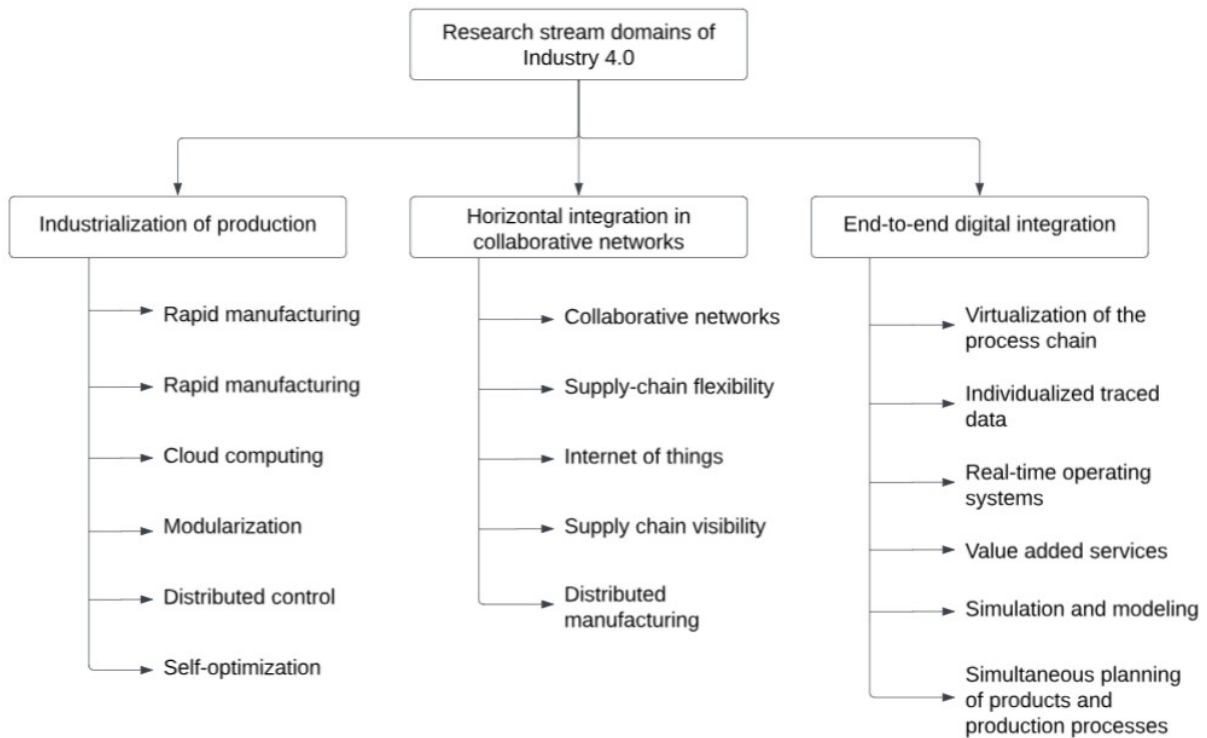 Research stream domains of
Industry 4.0
Industrialization of production
Rapid manufacturing
Rapid manufacturing
Cloud computing
Modularization
Distributed control
Self-optimization
Horizontal integration in
collaborative networks
Collaborative networks
Supply-chain flexibility
Internet of things
Supply chain visibility
Distributed
manufacturing
End-to-end digital integration
Virtualization of the
process chain
Individualized traced
data
Real-time operating
systems
Value added services
Simulation and modeling
Simultaneous planning
of products and
production processes